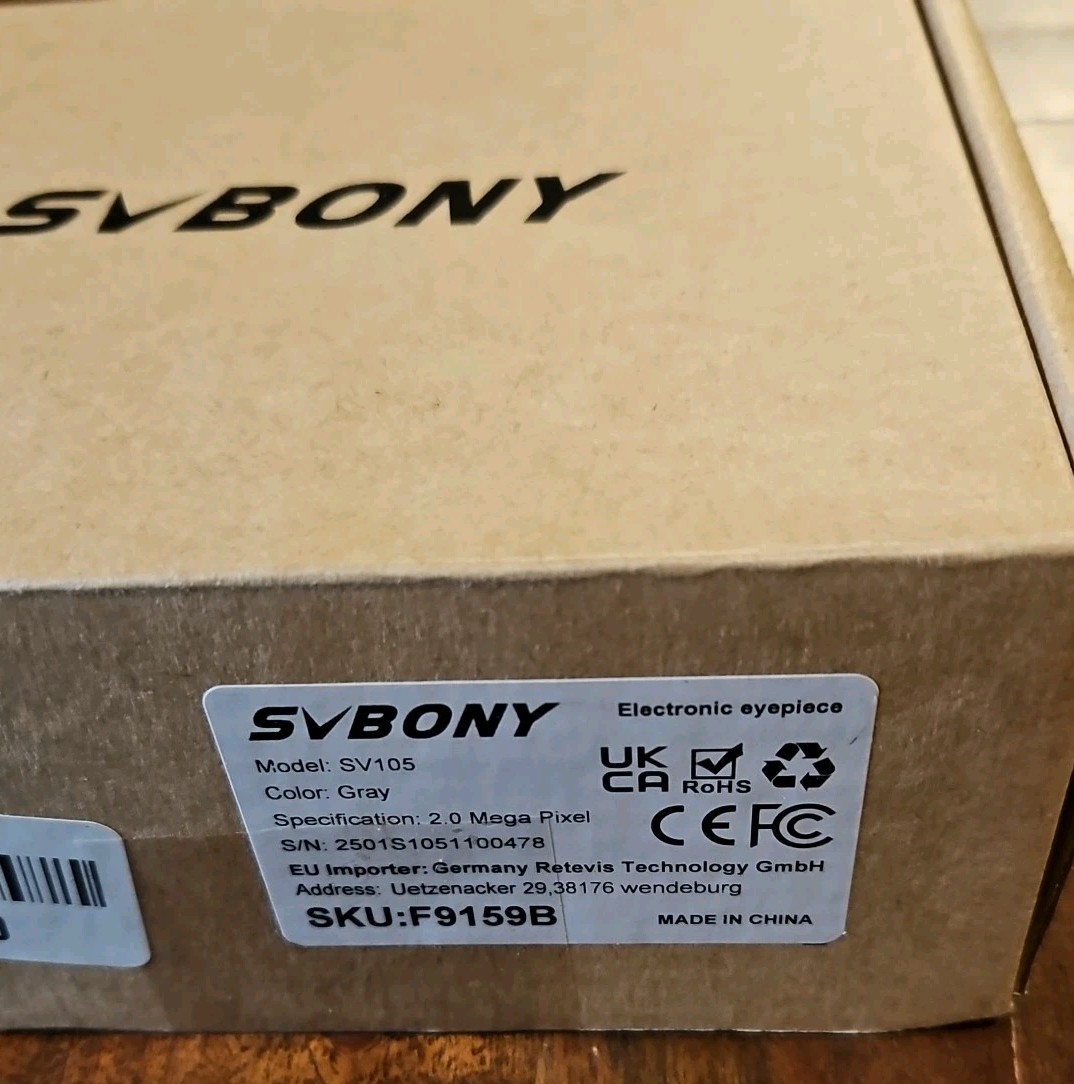 SVBONY
SVBONY
Electronic eyepiece
Model: SV105
Color: Gray
Specification: 2.0 Mega Pixel
S/N: 2501S1051100478
UK
CA
RoHS
CE FC
EU Importer: Germany Retevis Technology GmbH
Address: Uetzenacker 29,38176 wendeburg
SKU:F9159B
MADE IN CHINA